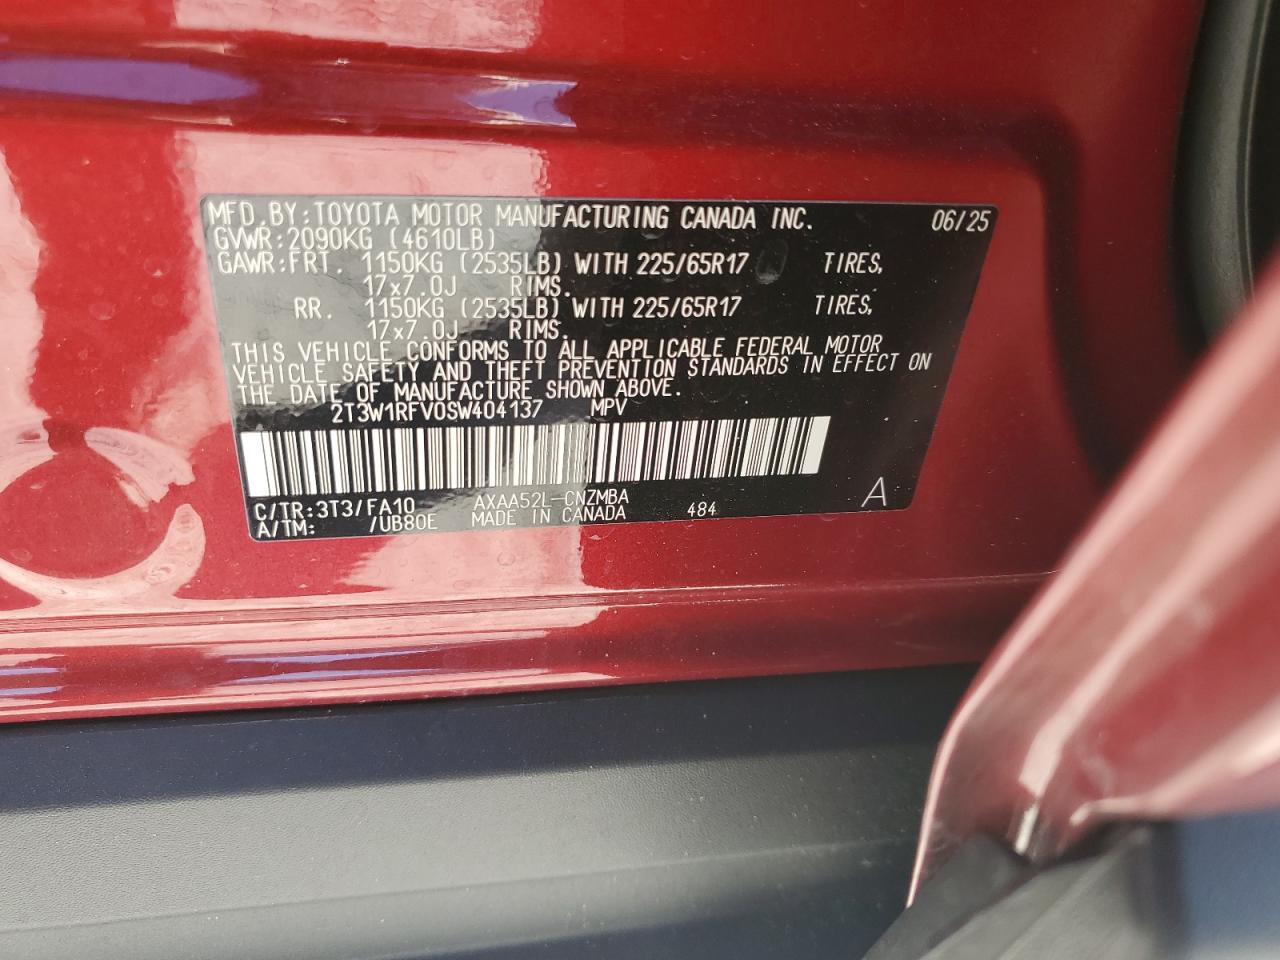 MFD.BY:TOYOTA MOTOR MANUFACTURING CANADA INC. 06/25
GVWR:2090KG (4610LB)
GAWR:FRT. 1150KG (2535LB) WITH 225/65R17 TIRES,
17x7.0J RIMS.
RR. 1150KG (2535LB) WITH 225/65R17 TIRES,
17x7.0J RIMS.
THIS VEHICLE CONFORMS TO ALL APPLICABLE FEDERAL MOTOR
VEHICLE SAFETY AND THEFT PREVENTION STANDARDS IN EFFECT ON
THE DATE OF MANUFACTURE SHOWN ABOVE.
2T3W1RFV0SW404137 MPV
C/TR:3T3/FA10 AXAA52L-CNZMBA A
A/TM: /UB80E MADE IN CANADA 484